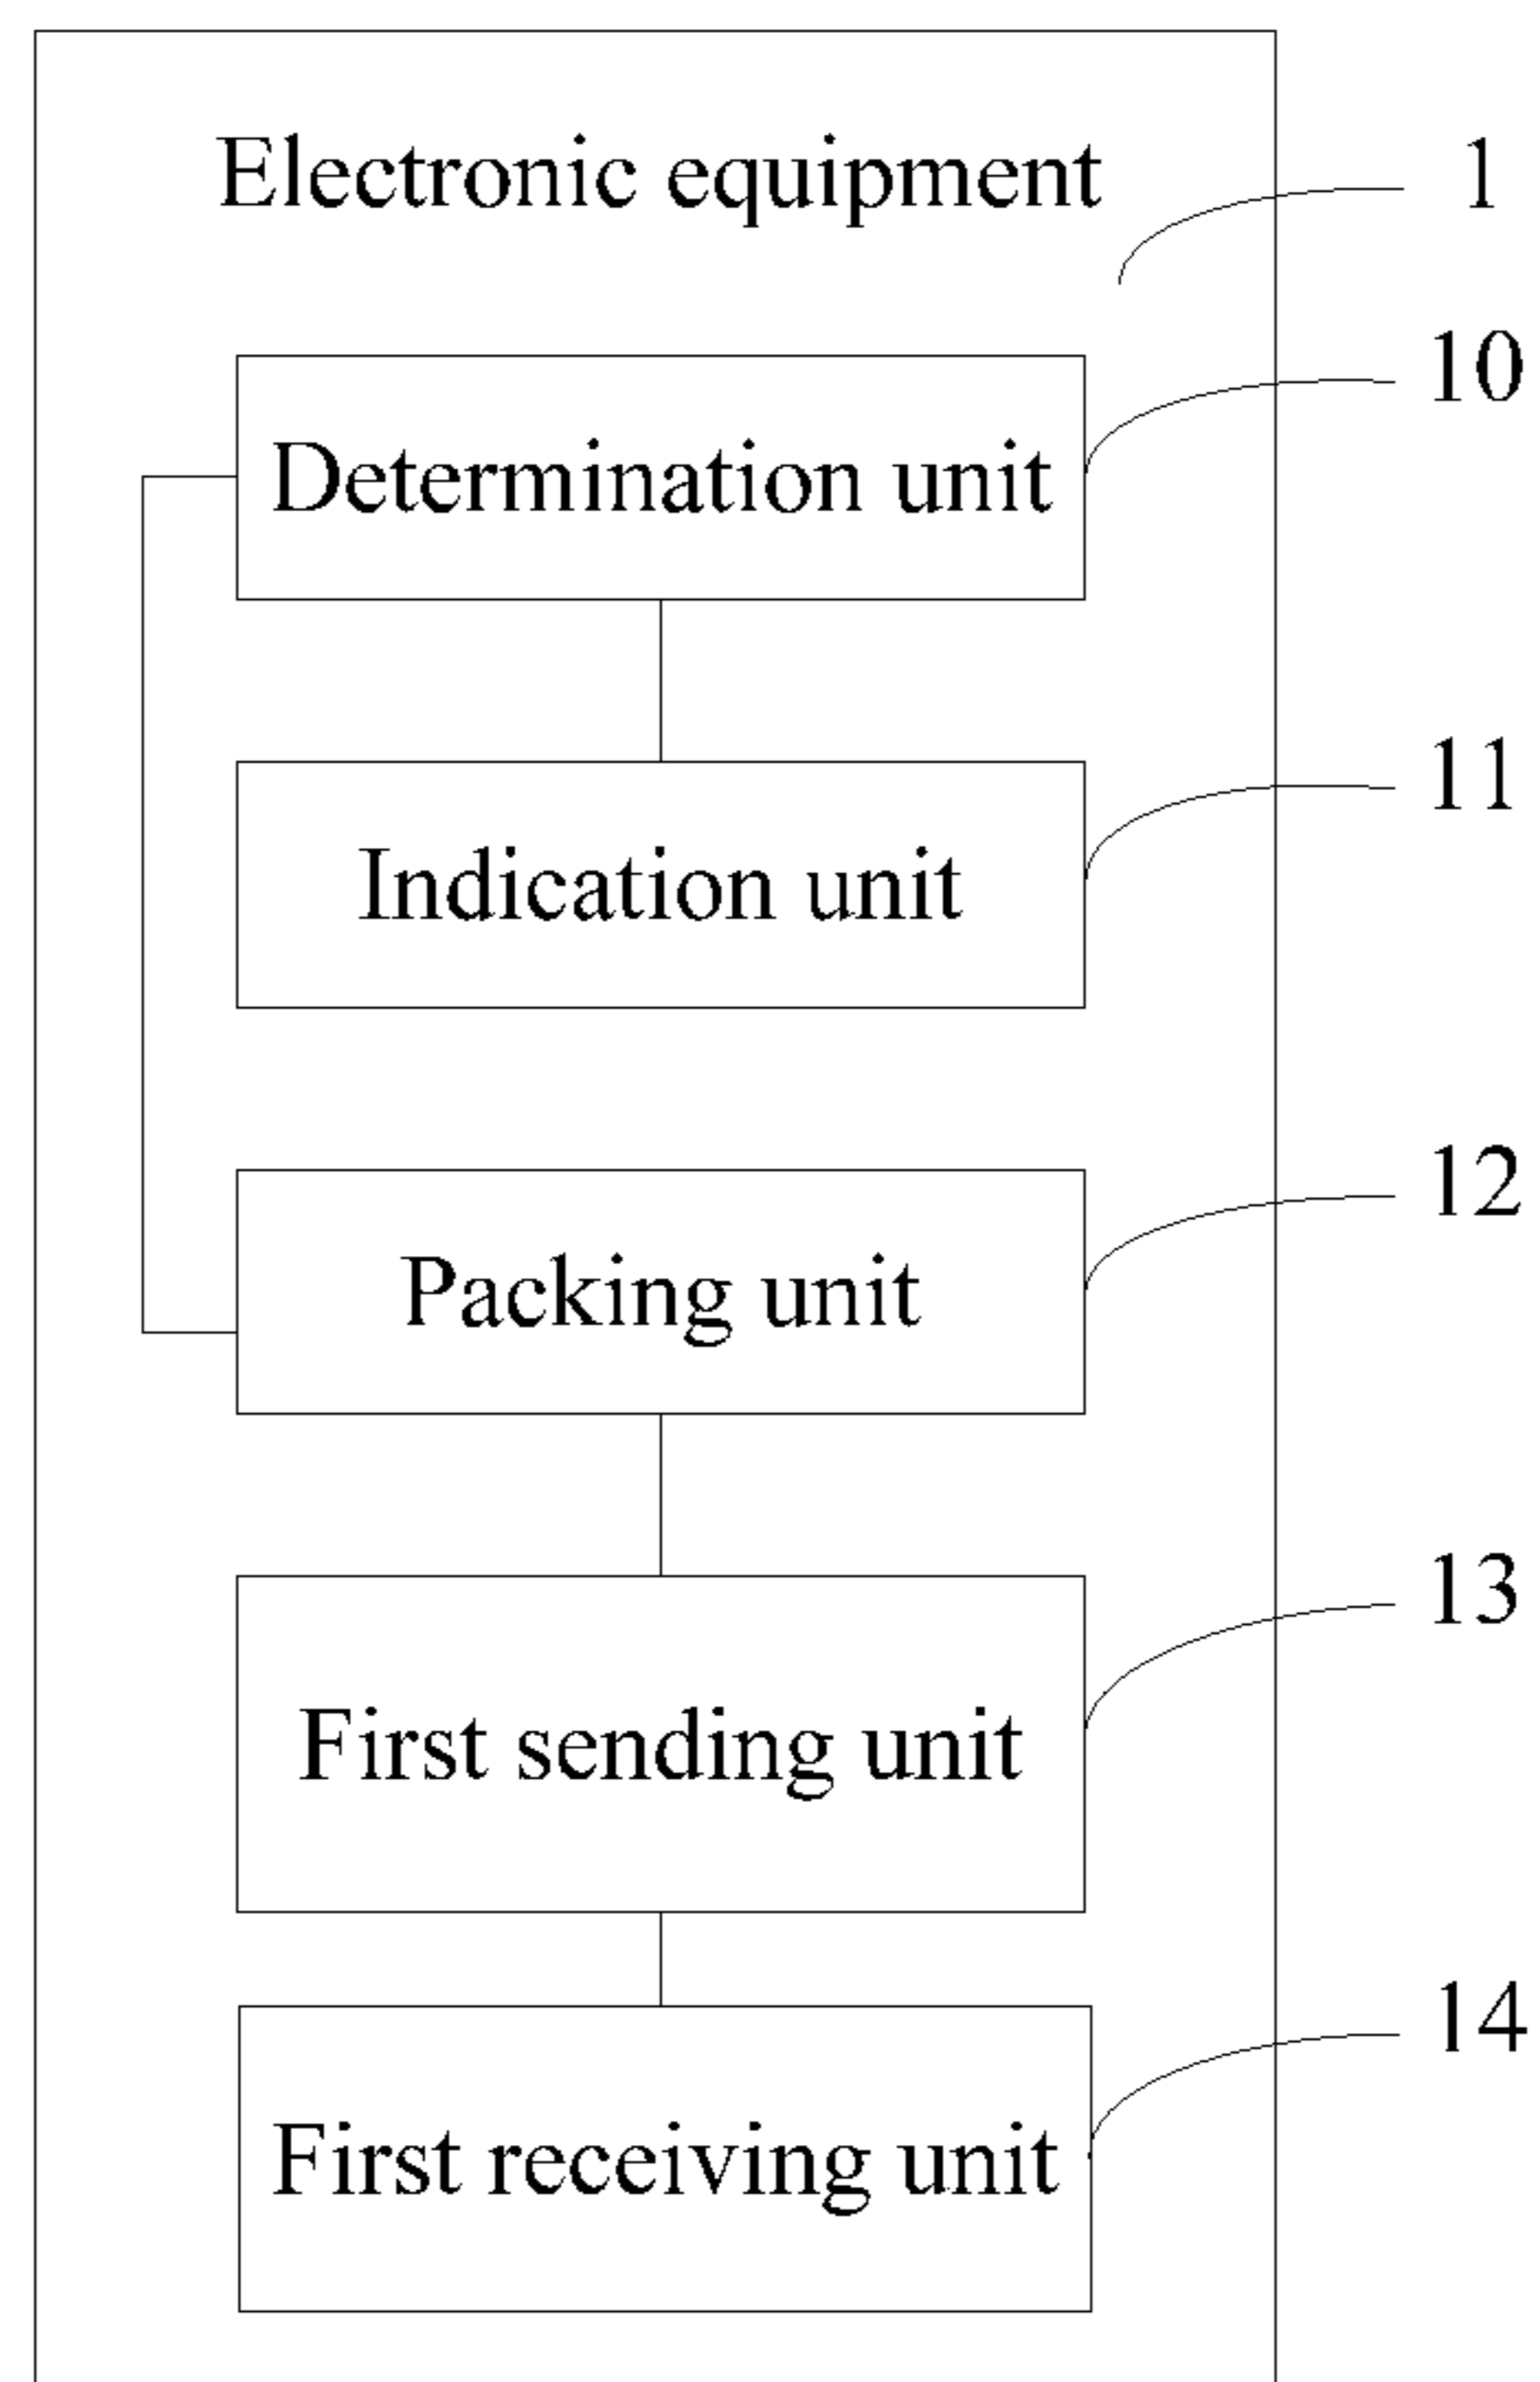 Electronic equipment
1
10
Determination unit
11
Indication unit
12
Packing unit
13
First sending unit
14
First receiving unit